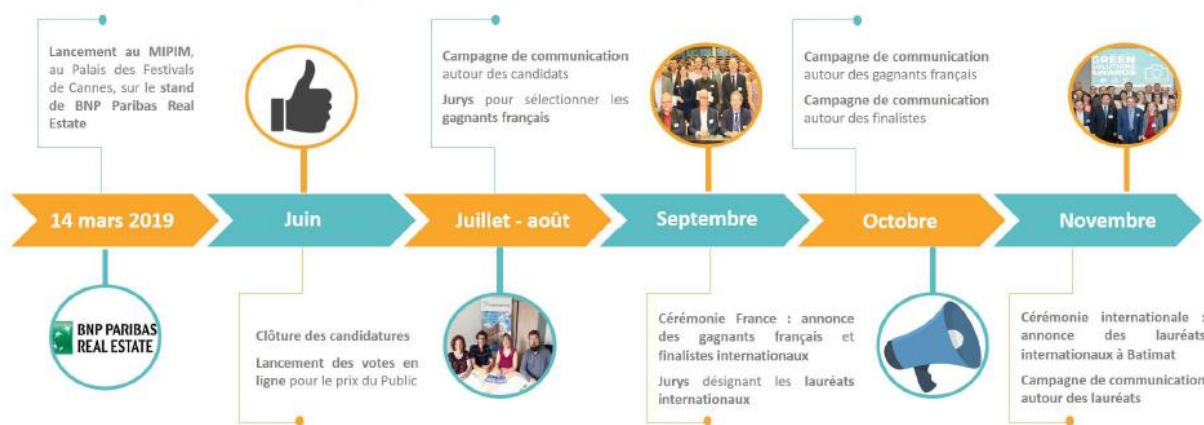 Lancement au MIPIM,
au Palais des Festivals
de Cannes, sur le stand
de BNP Paribas Real
Estate
Campagne de communication
autour des candidats
Jurys pour sélectionner les
gagnants français
Campagne de communication
autour des gagnants français
Campagne de communication
autour des finalistes
GREEN
SOLUTIONS
AWARDS
14 mars 2019
Juin
Juillet - août
Septembre
Octobre
Novembre
BNP PARIBAS
REAL ESTATE
Clôture des candidatures
Lancement des votes en
ligne pour le prix du Public
Cérémonie France : annonce
des gagnants français et
finalistes internationaux
Jurys désignant les lauréats
internationaux
Cérémonie internationale :
annonce des lauréats
internationaux à Batimat
Campagne de communication
autour des lauréats